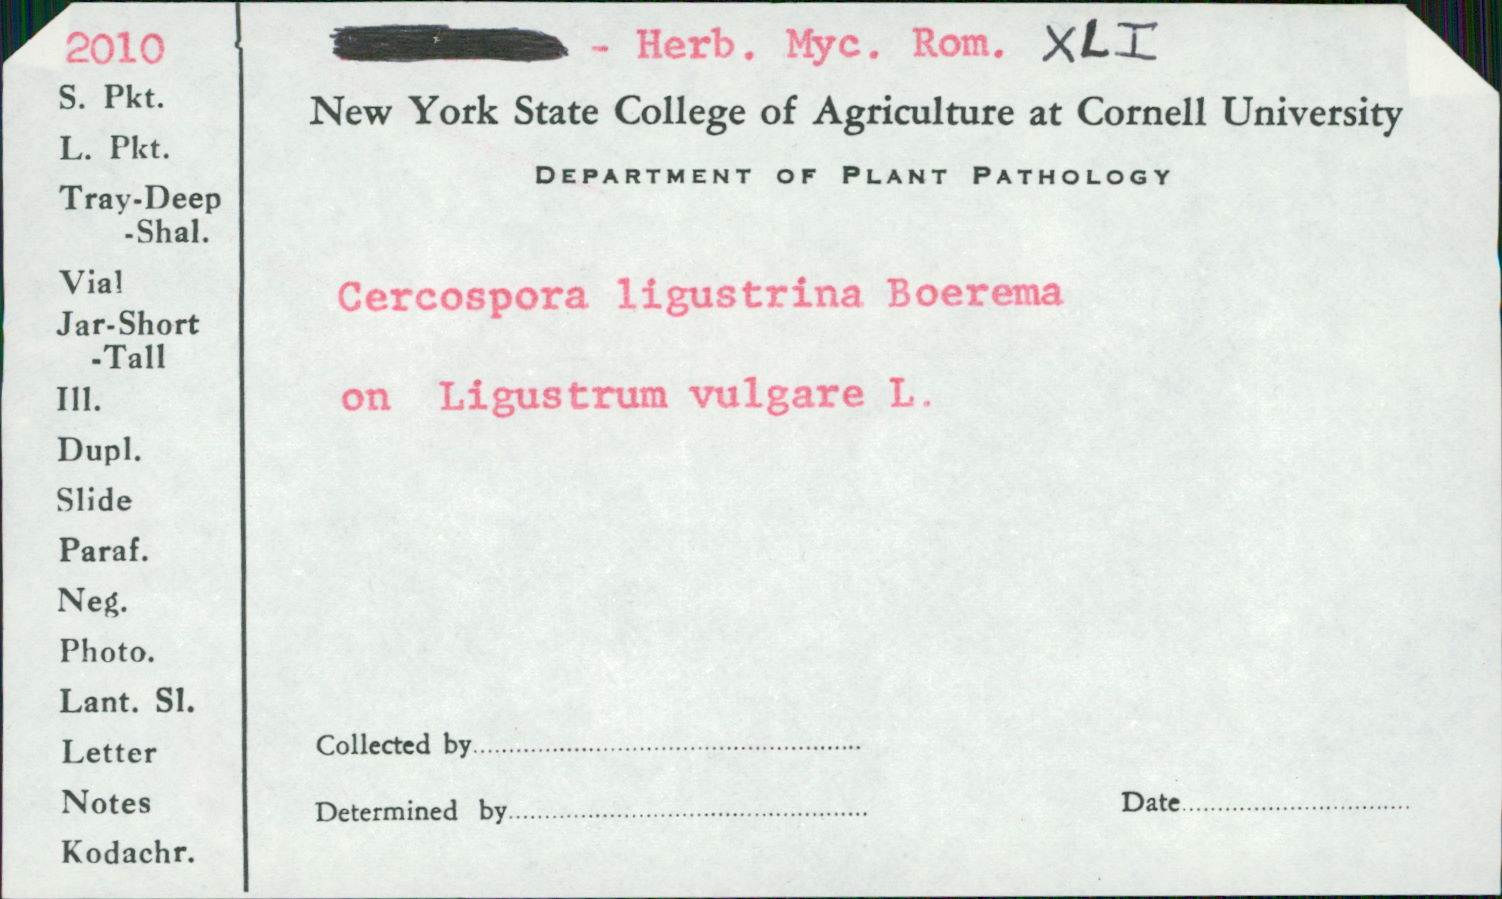 2010
S. Pkt.
L. Pkt.
Tray-Deep
-Shal.
Vial
Jar-Short
-Tall
Ill.
Dupl.
Slide
Paraf.
Neg.
Photo.
Lant. Sl.
Letter
Notes
Kodachr.
- Herb. Myc. Rom. XLI
New York State College of Agriculture at Cornell University
DEPARTMENT OF PLANT PATHOLOGY
Cercospora ligustrina Boerema
on Ligustrum vulgare L.
Collected by
Determined by
Date